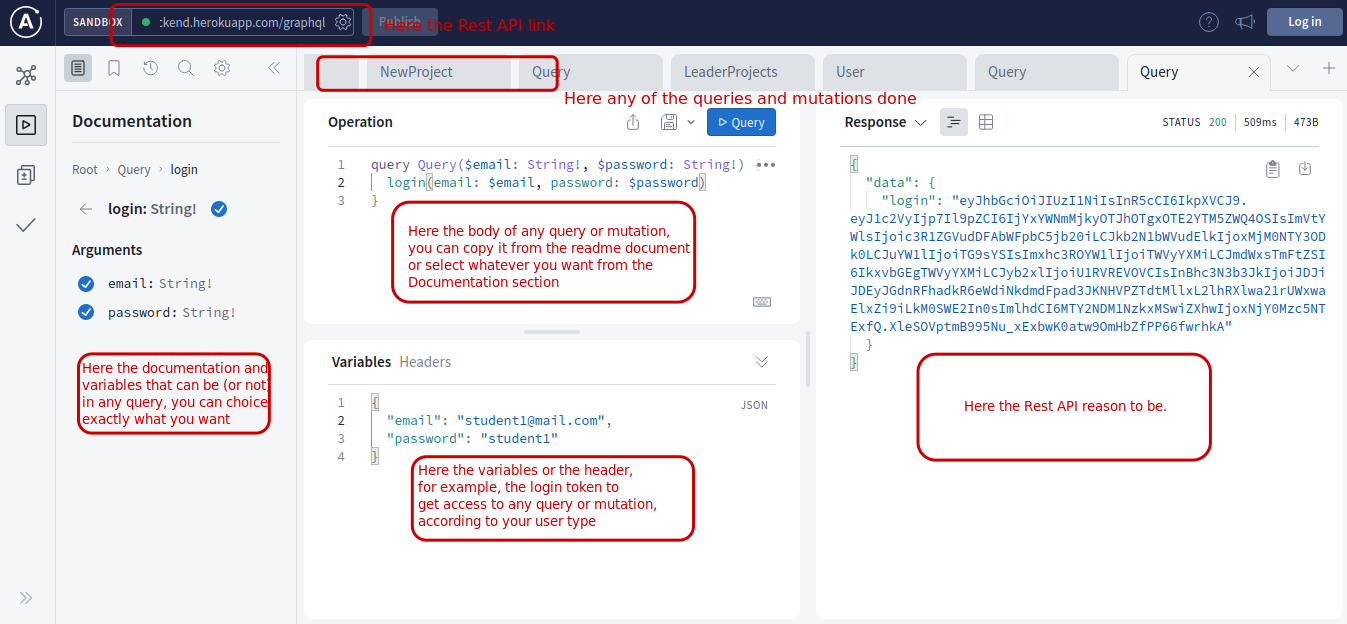 SANDBOX
:kend.herokuapp.com/graphql
Publish
Here the Rest API link
Log in
NewProject
Query
LeaderProjects
User
Query
Query
Here any of the queries and mutations done
Documentation
Root › Query › login
login: String!
Arguments
email: String!
password: String!
Here the documentation and
variables that can be (or not)
in any query, you can choice
exactly what you want
Operation
Query
1 query Query($email: String!, $password: String!) {
2 login(email: $email, password: $password)
3 }
Here the body of any query or mutation,
you can copy it from the readme document
or select whatever you want from the
Documentation section
Variables Headers
JSON
1 {
2 "email": "student1@mail.com",
3 "password": "student1"
4 }
Here the variables or the header,
for example, the login token to
get access to any query or mutation,
according to your user type
Response
STATUS 200
509ms
473B
{
"data": {
"login": "eyJhbGciOiJIUzI1NiIsInR5cCI6IkpXVCJ9.
eyJ1c2VyIjp7Il9pZCI6IjYxYWNmMjkyOTJhOTgxOTE2YTM5ZWQ4OSIsImVtY
WlsIjoic3R1ZGVudDFAbWFpbC5jb20iLCJkb2N1bWVudElkIjoxMjM0NTY3OD
k0LCJuYW1lIjoiTG9sYSIsImxhc3ROYW1lIjoiTWVyYXMiLCJmdWxsTmFtZSI
6IkxvbGEgTWVyYXMiLCJyb2xlIjoiU1RVREVOVCIsInBhc3N3b3JkIjoiJDJi
JDEyJGdnRFhadkR6eWdiNkdmdFpad3JKNHVPZTdtMllxL2lhRXlwa21rUWxwa
ElxZi9iLkM0SWE2In0sImlhdCI6MTY2NDM1NzkxMSwiZXhwIjoxNjY0Mzc5NT
ExfQ.XleSOVptmB995Nu_xExbwK0atw9OmHbZfPP66fwrhkA"
}
}
Here the Rest API reason to be.